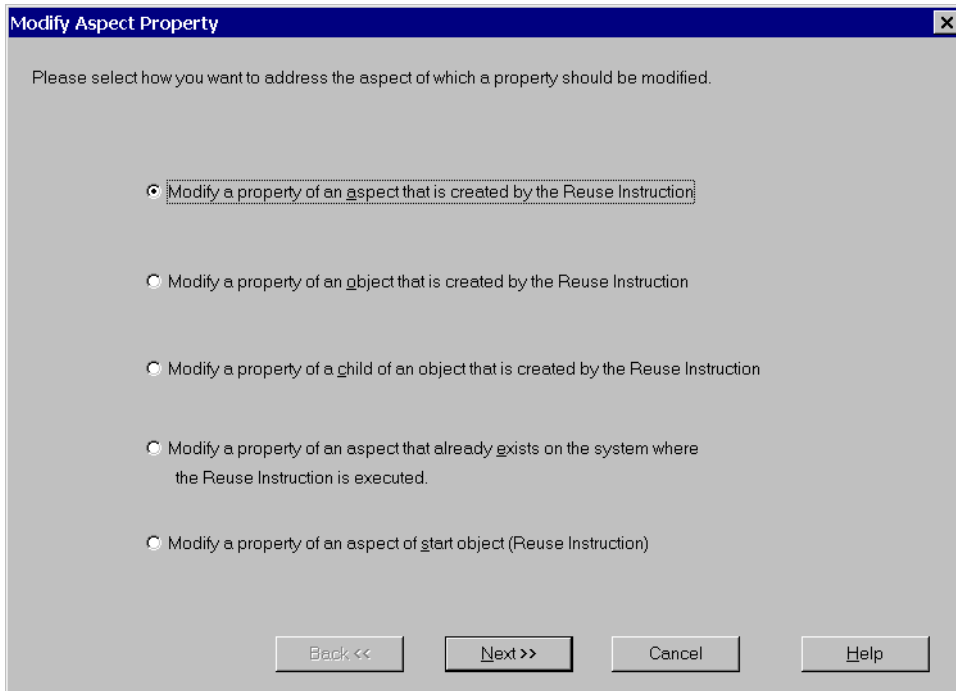 Modify Aspect Property
Please select how you want to address the aspect of which a property should be modified.
Modify a property of an aspect that is created by the Reuse Instruction
Modify a property of an object that is created by the Reuse Instruction
Modify a property of a child of an object that is created by the Reuse Instruction
Modify a property of an aspect that already exists on the system where
the Reuse Instruction is executed.
Modify a property of an aspect of start object (Reuse Instruction)
Back << Next >> Cancel Help